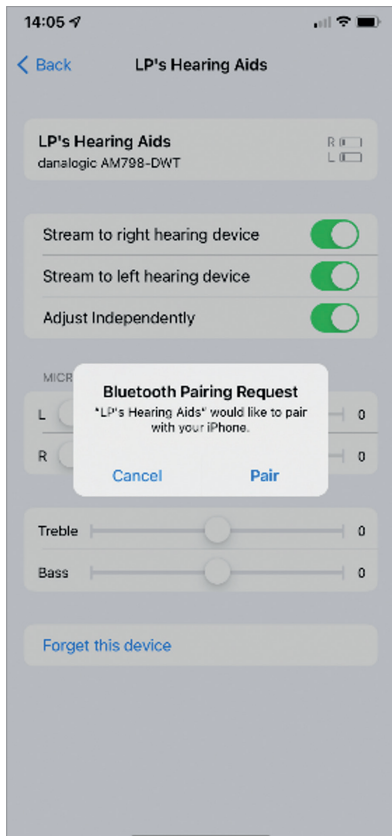 14:05
Back
LP's Hearing Aids
LP's Hearing Aids
danalogic AM798-DWT
R
L
Stream to right hearing device
Stream to left hearing device
Adjust Independently
MICR
Bluetooth Pairing Request
"LP's Hearing Aids" would like to pair
with your iPhone.
Cancel Pair
L 0
R 0
Treble 0
Bass 0
Forget this device